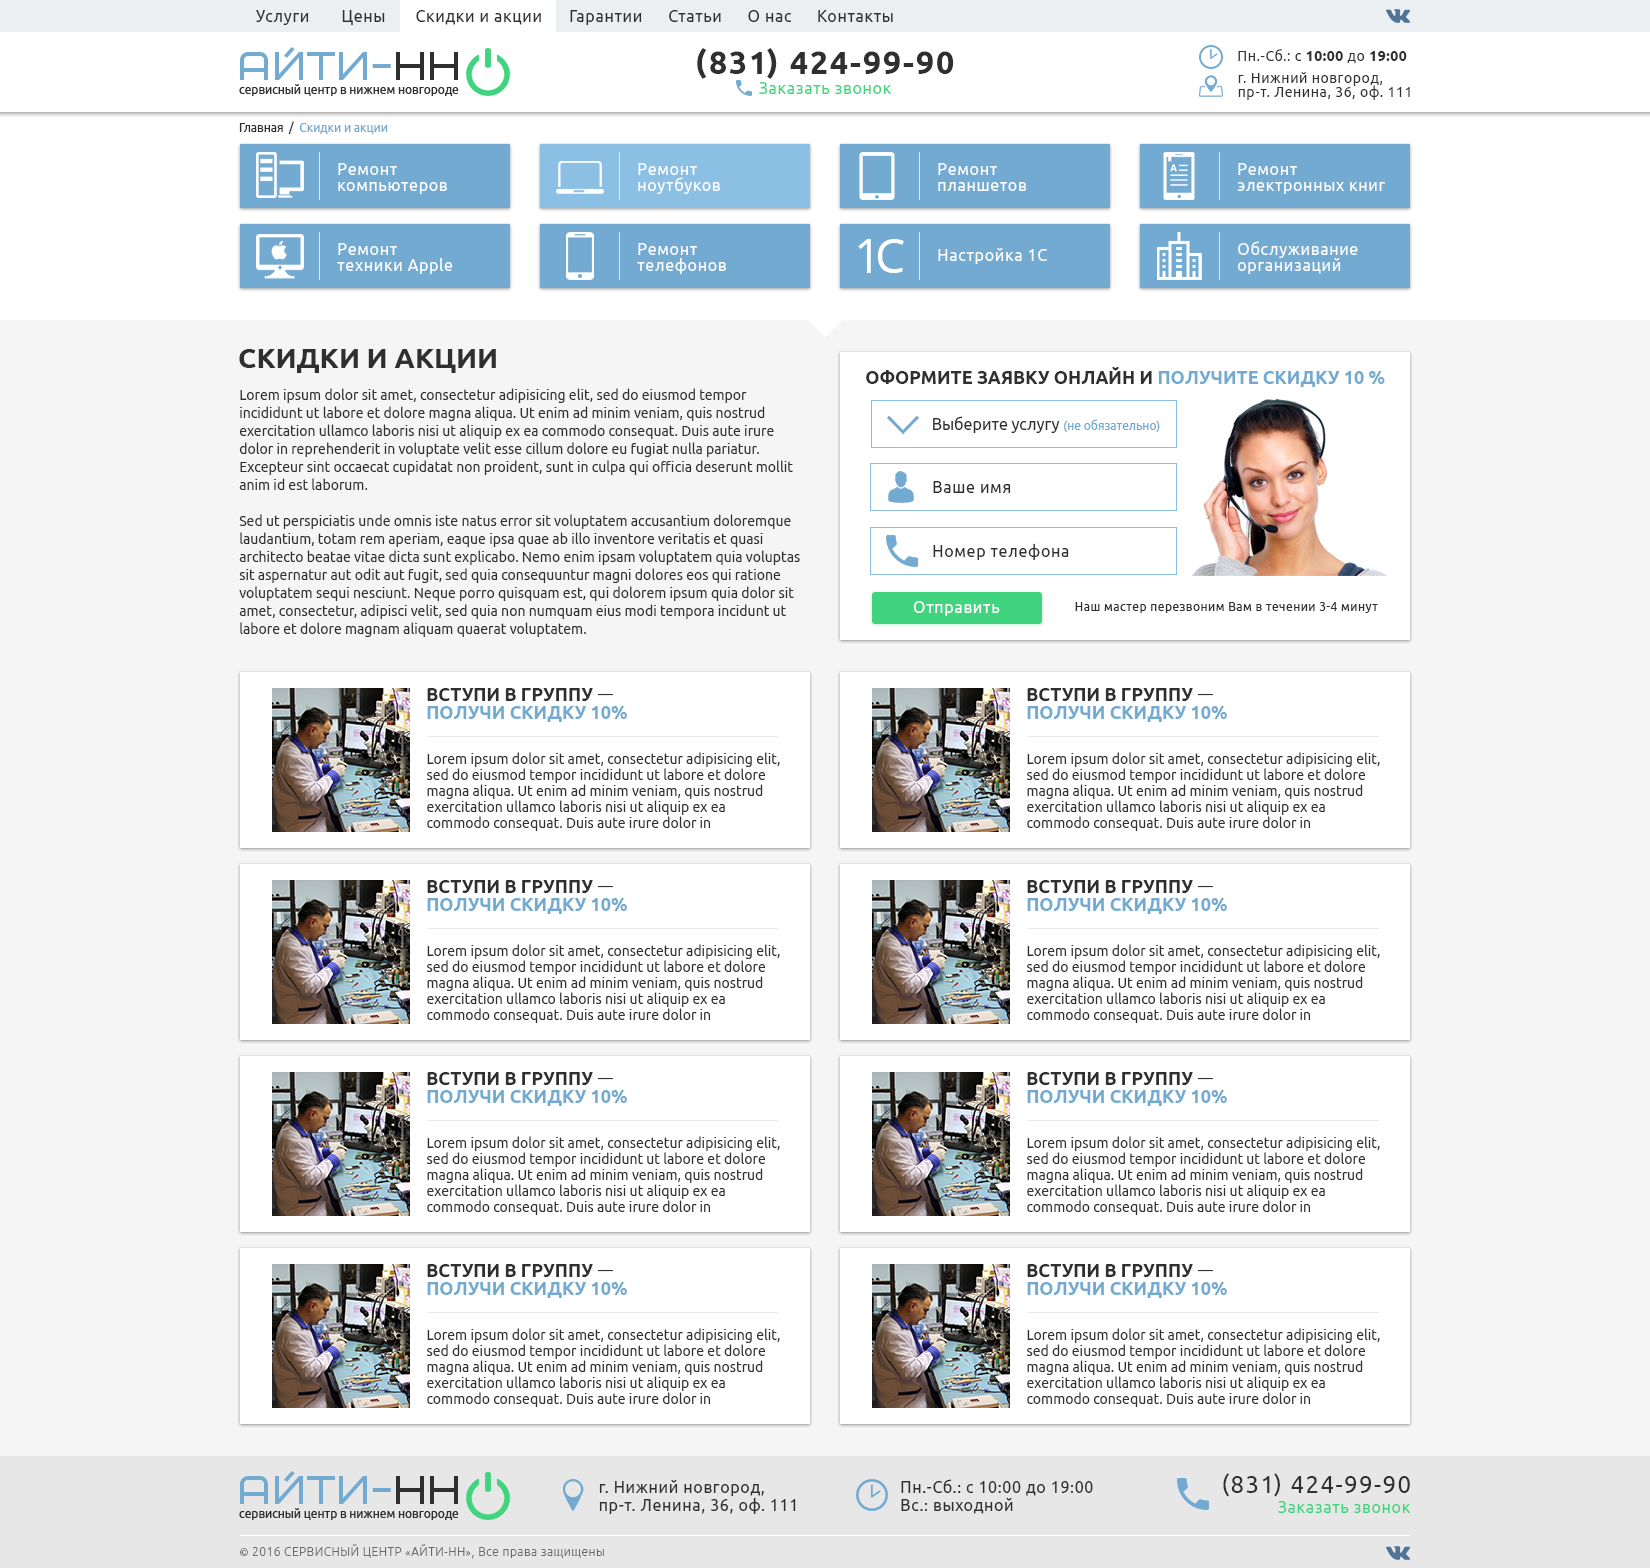 Услуги Цены Скидки и акции Гарантии Статьи О нас Контакты
АЙТИ-НН
сервисный центр в нижнем новгороде
(831) 424-99-90
Заказать звонок
Пн.-Сб.: с 10:00 до 19:00
г. Нижний новгород,
пр-т. Ленина, 36, оф. 111
Главная / Скидки и акции
Ремонт
компьютеров
Ремонт
ноутбуков
Ремонт
планшетов
Ремонт
электронных книг
Ремонт
техники Apple
Ремонт
телефонов
1С
Настройка 1С
Обслуживание
организаций
СКИДКИ И АКЦИИ
Lorem ipsum dolor sit amet, consectetur adipisicing elit, sed do eiusmod tempor
incididunt ut labore et dolore magna aliqua. Ut enim ad minim veniam, quis nostrud
exercitation ullamco laboris nisi ut aliquip ex ea commodo consequat. Duis aute irure
dolor in reprehenderit in voluptate velit esse cillum dolore eu fugiat nulla pariatur.
Excepteur sint occaecat cupidatat non proident, sunt in culpa qui officia deserunt mollit
anim id est laborum.
Sed ut perspiciatis unde omnis iste natus error sit voluptatem accusantium doloremque
laudantium, totam rem aperiam, eaque ipsa quae ab illo inventore veritatis et quasi
architecto beatae vitae dicta sunt explicabo. Nemo enim ipsam voluptatem quia voluptas
sit aspernatur aut odit aut fugit, sed quia consequuntur magni dolores eos qui ratione
voluptatem sequi nesciunt. Neque porro quisquam est, qui dolorem ipsum quia dolor sit
amet, consectetur, adipisci velit, sed quia non numquam eius modi tempora incidunt ut
labore et dolore magnam aliquam quaerat voluptatem.
ОФОРМИТЕ ЗАЯВКУ ОНЛАЙН И ПОЛУЧИТЕ СКИДКУ 10 %
Выберите услугу (не обязательно)
Ваше имя
Номер телефона
Отправить
Наш мастер перезвоним Вам в течении 3-4 минут
ВСТУПИ В ГРУППУ —
ПОЛУЧИ СКИДКУ 10%
Lorem ipsum dolor sit amet, consectetur adipisicing elit,
sed do eiusmod tempor incididunt ut labore et dolore
magna aliqua. Ut enim ad minim veniam, quis nostrud
exercitation ullamco laboris nisi ut aliquip ex ea
commodo consequat. Duis aute irure dolor in
ВСТУПИ В ГРУППУ —
ПОЛУЧИ СКИДКУ 10%
Lorem ipsum dolor sit amet, consectetur adipisicing elit,
sed do eiusmod tempor incididunt ut labore et dolore
magna aliqua. Ut enim ad minim veniam, quis nostrud
exercitation ullamco laboris nisi ut aliquip ex ea
commodo consequat. Duis aute irure dolor in
ВСТУПИ В ГРУППУ —
ПОЛУЧИ СКИДКУ 10%
Lorem ipsum dolor sit amet, consectetur adipisicing elit,
sed do eiusmod tempor incididunt ut labore et dolore
magna aliqua. Ut enim ad minim veniam, quis nostrud
exercitation ullamco laboris nisi ut aliquip ex ea
commodo consequat. Duis aute irure dolor in
ВСТУПИ В ГРУППУ —
ПОЛУЧИ СКИДКУ 10%
Lorem ipsum dolor sit amet, consectetur adipisicing elit,
sed do eiusmod tempor incididunt ut labore et dolore
magna aliqua. Ut enim ad minim veniam, quis nostrud
exercitation ullamco laboris nisi ut aliquip ex ea
commodo consequat. Duis aute irure dolor in
ВСТУПИ В ГРУППУ —
ПОЛУЧИ СКИДКУ 10%
Lorem ipsum dolor sit amet, consectetur adipisicing elit,
sed do eiusmod tempor incididunt ut labore et dolore
magna aliqua. Ut enim ad minim veniam, quis nostrud
exercitation ullamco laboris nisi ut aliquip ex ea
commodo consequat. Duis aute irure dolor in
ВСТУПИ В ГРУППУ —
ПОЛУЧИ СКИДКУ 10%
Lorem ipsum dolor sit amet, consectetur adipisicing elit,
sed do eiusmod tempor incididunt ut labore et dolore
magna aliqua. Ut enim ad minim veniam, quis nostrud
exercitation ullamco laboris nisi ut aliquip ex ea
commodo consequat. Duis aute irure dolor in
ВСТУПИ В ГРУППУ —
ПОЛУЧИ СКИДКУ 10%
Lorem ipsum dolor sit amet, consectetur adipisicing elit,
sed do eiusmod tempor incididunt ut labore et dolore
magna aliqua. Ut enim ad minim veniam, quis nostrud
exercitation ullamco laboris nisi ut aliquip ex ea
commodo consequat. Duis aute irure dolor in
ВСТУПИ В ГРУППУ —
ПОЛУЧИ СКИДКУ 10%
Lorem ipsum dolor sit amet, consectetur adipisicing elit,
sed do eiusmod tempor incididunt ut labore et dolore
magna aliqua. Ut enim ad minim veniam, quis nostrud
exercitation ullamco laboris nisi ut aliquip ex ea
commodo consequat. Duis aute irure dolor in
АЙТИ-НН
сервисный центр в нижнем новгороде
г. Нижний новгород,
пр-т. Ленина, 36, оф. 111
Пн.-Сб.: с 10:00 до 19:00
Вс.: выходной
(831) 424-99-90
Заказать звонок
© 2016 СЕРВИСНЫЙ ЦЕНТР «АЙТИ-НН», Все права защищены